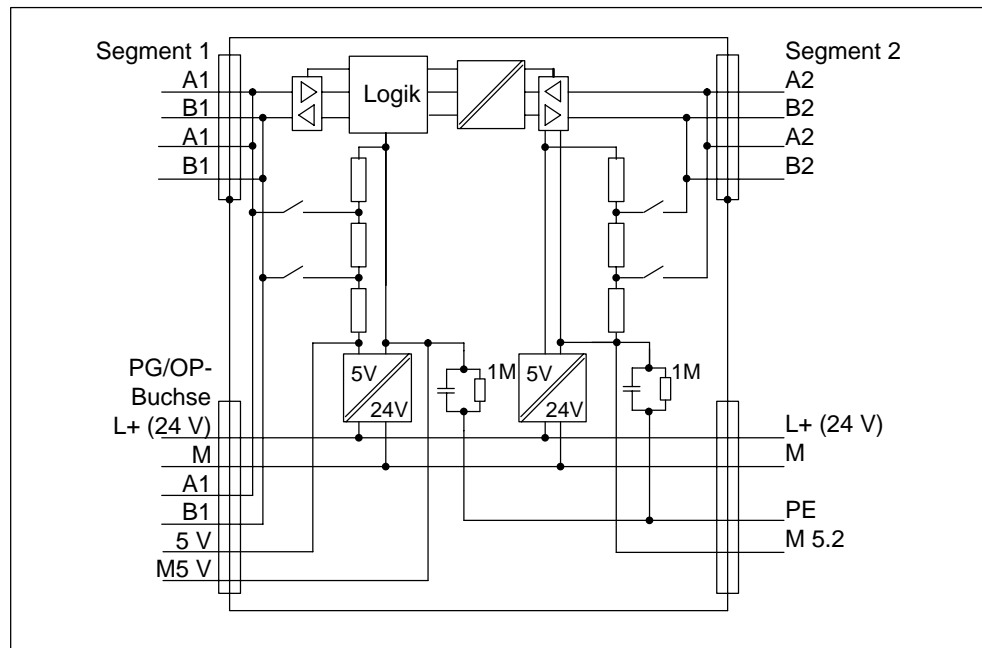 Segment 1
A1
B1
A1
B1
Logik
Segment 2
A2
B2
A2
B2
PG/OP-
Buchse
L+ (24 V)
M
A1
B1
5 V
M5 V
5V
24V
1M
5V
24V
1M
L+ (24 V)
M
PE
M 5.2